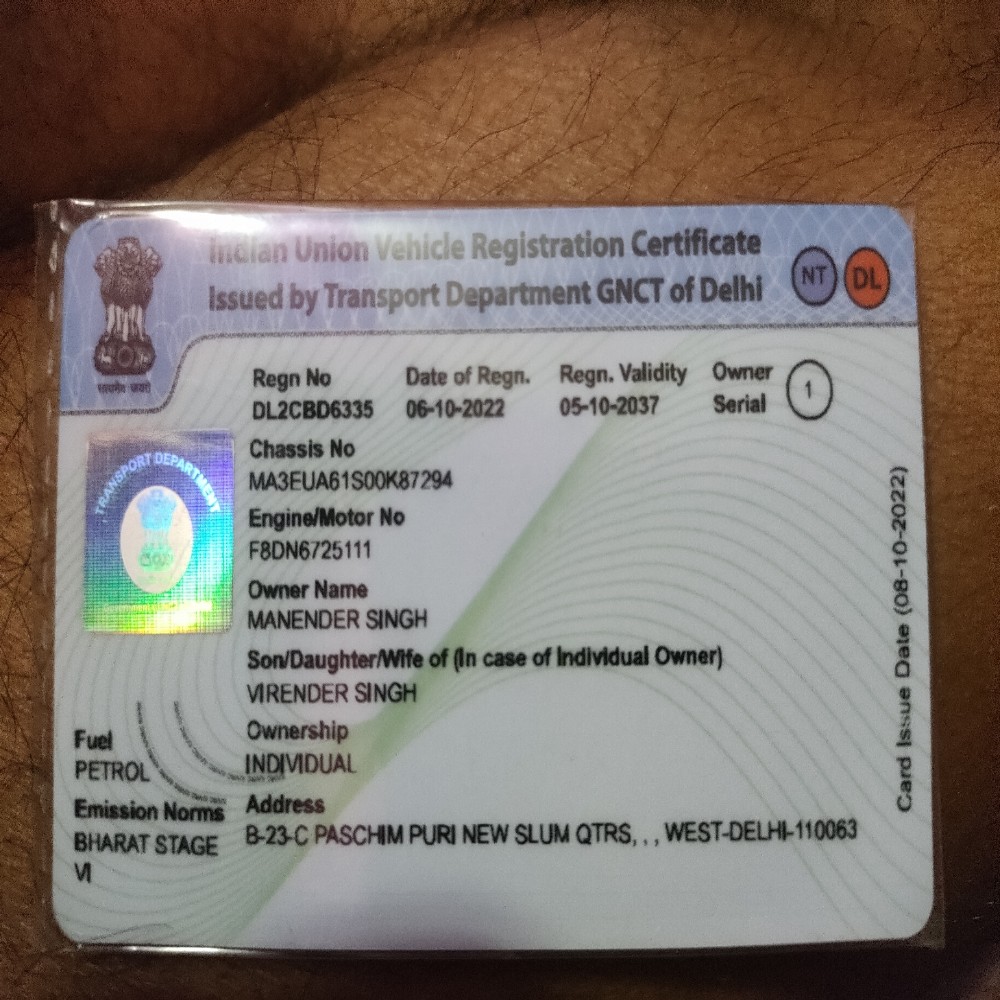 Indian Union Vehicle Registration Certificate
Issued by Transport Department GNCT of Delhi
NT DL
सत्यमेव जयते
Regn No Date of Regn. Regn. Validity Owner Serial 1
DL2CBD6335 06-10-2022 05-10-2037
TRANSPORT DEPARTMENT
Chassis No
MA3EUA61S00K87294
Engine/Motor No
F8DN6725111
Owner Name
MANENDER SINGH
Son/Daughter/Wife of (In case of Individual Owner)
VIRENDER SINGH
Ownership
INDIVIDUAL
Fuel
PETROL
Emission Norms
BHARAT STAGE
VI
Address
B-23-C PASCHIM PURI NEW SLUM QTRS, , , WEST-DELHI-110063
Card Issue Date (08-10-2022)